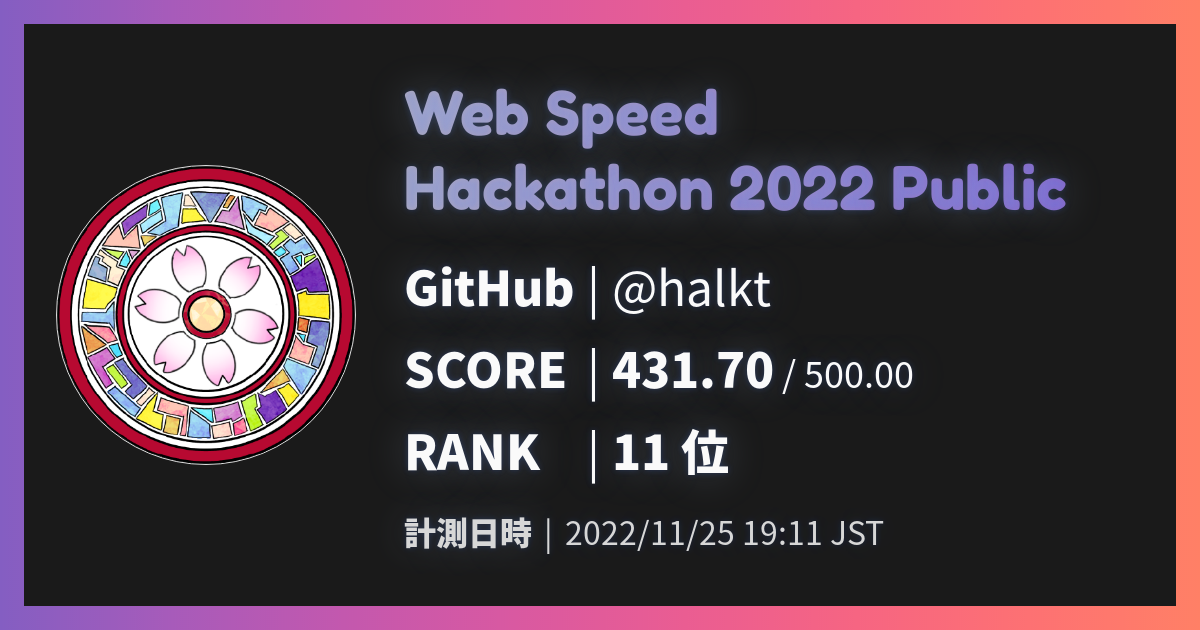 Web Speed
Hackathon 2022 Public
GitHub | @halkt
SCORE | 431.70 / 500.00
RANK | 11 位
計測日時 | 2022/11/25 19:11 JST